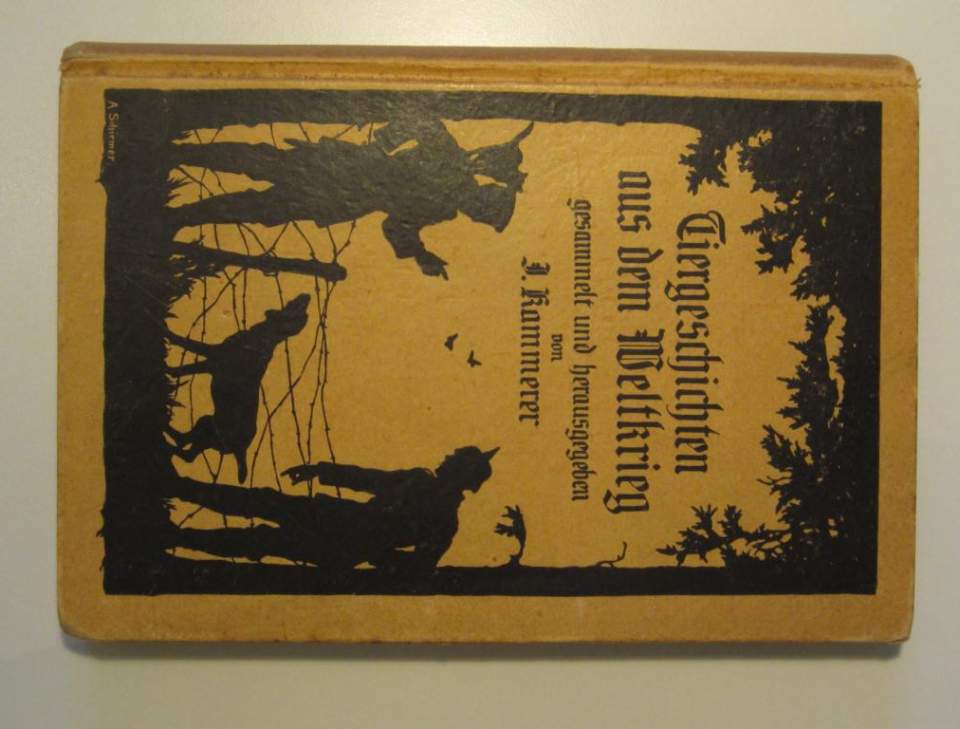 Tiergeschichten
aus dem Weltkrieg
gesammelt und herausgegeben
von
J. Kammerer
A. Schirmer